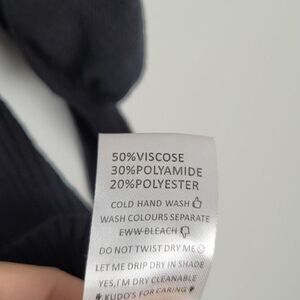 50%VISCOSE
30%POLYAMIDE
20%POLYESTER
COLD HAND WASH
WASH COLOURS SEPARATE
EWW BLEACH
DO NOT TWIST DRY ME
LET ME DRIP DRY IN SHADE
YES,I'M DRY CLEANABLE
KUDO'S FOR CARING